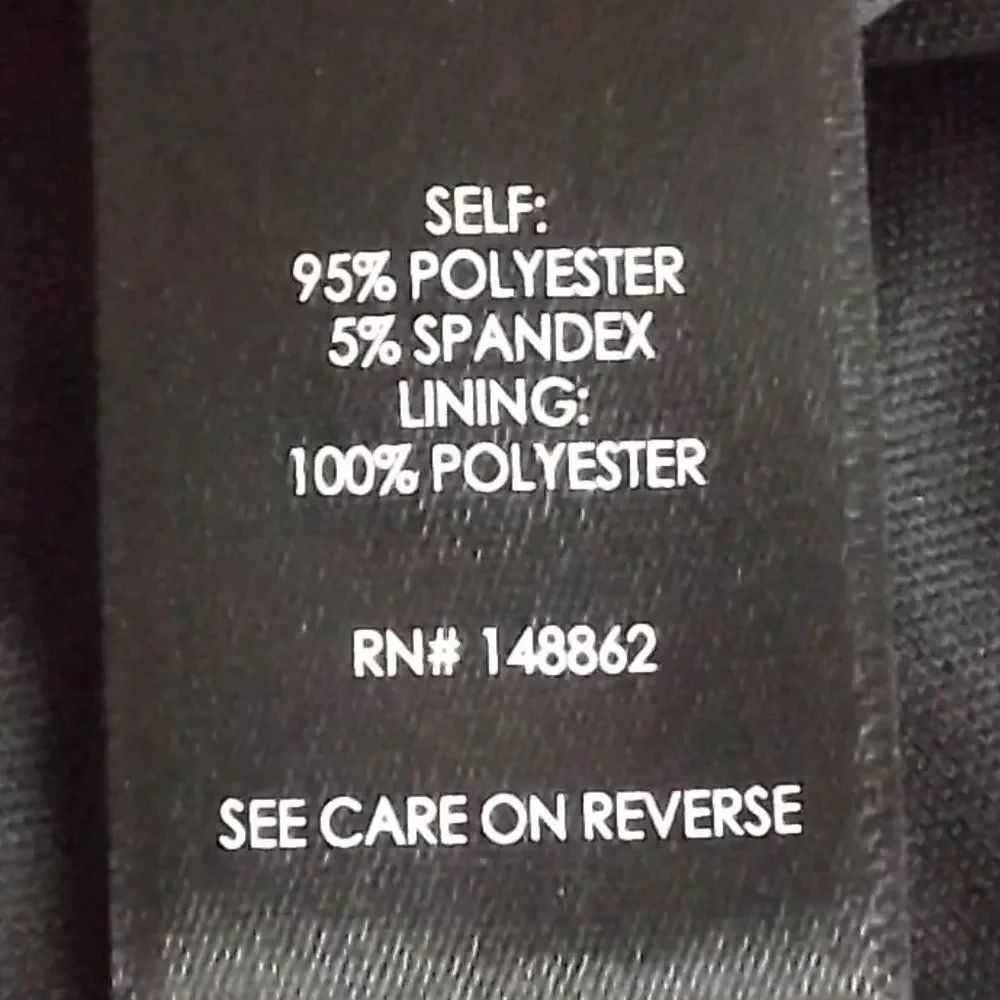 SELF:
95% POLYESTER
5% SPANDEX
LINING:
100% POLYESTER
RN# 148862
SEE CARE ON REVERSE